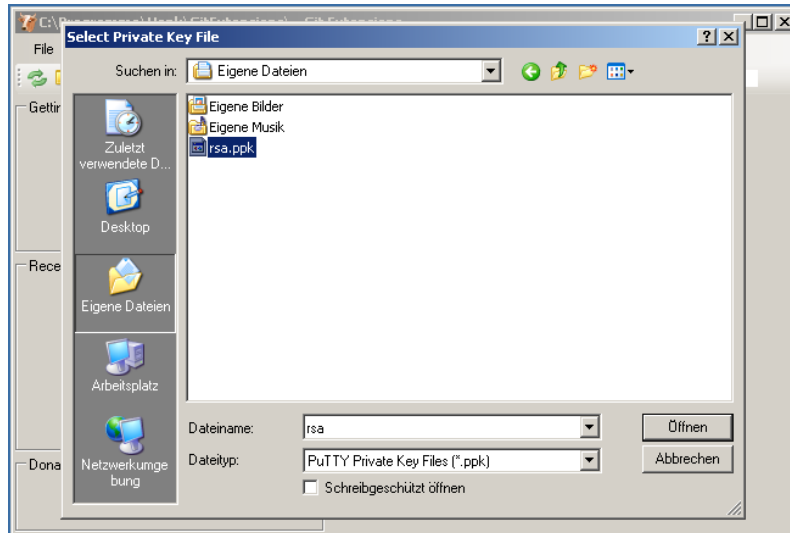 Select Private Key File
File
Suchen in:
Eigene Dateien
Gettin
Eigene Bilder
Eigene Musik
rsa.ppk
Zuletzt
verwendete D...
Desktop
Rece
Eigene Dateien
Arbeitsplatz
Netzwerkumge
bung
Dateiname:
rsa
Öffnen
Dateityp:
PuTTY Private Key Files (*.ppk)
Abbrechen
Dona
Schreibgeschützt öffnen